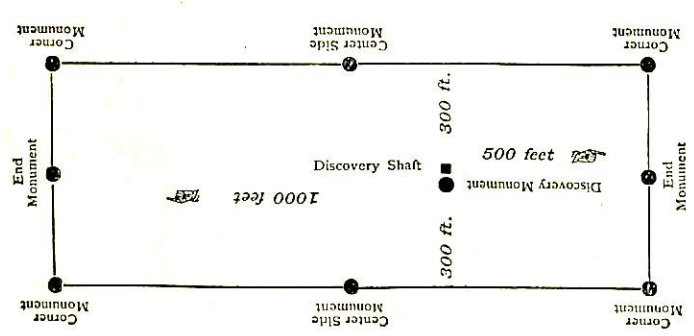 Corner
Monument
Center Side
Monument
Corner
Monument
300 ft.
500 feet
Discovery Shaft
Discovery Monument
End
Monument
End
Monument
1000 feet
300 ft.
Corner
Monument
Center Side
Monument
Corner
Monument